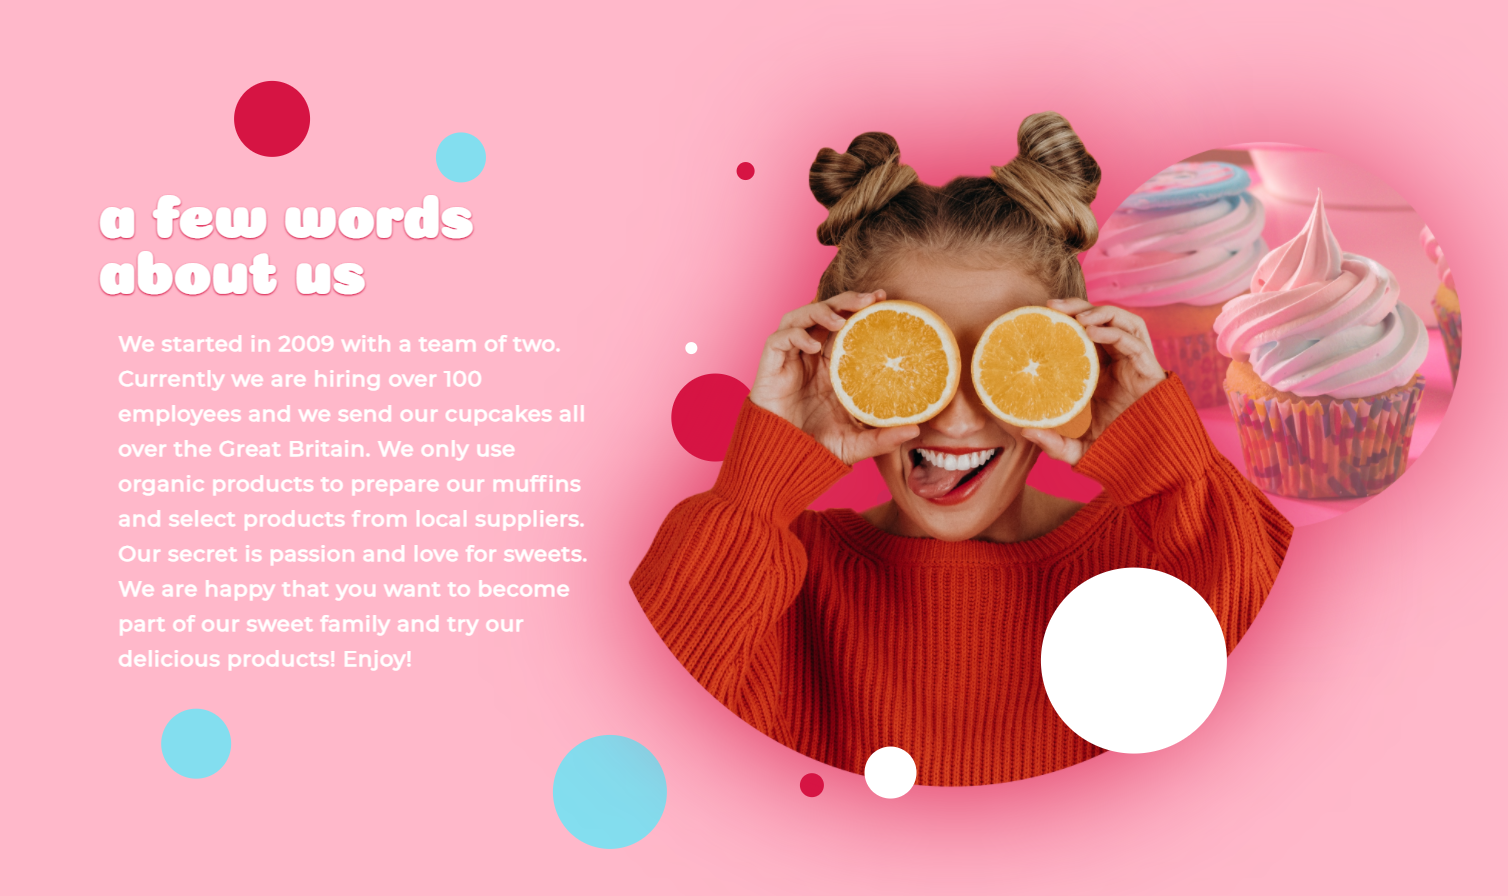 a few words
about us
We started in 2009 with a team of two.
Currently we are hiring over 100
employees and we send our cupcakes all
over the Great Britain. We only use
organic products to prepare our muffins
and select products from local suppliers.
Our secret is passion and love for sweets.
We are happy that you want to become
part of our sweet family and try our
delicious products! Enjoy!